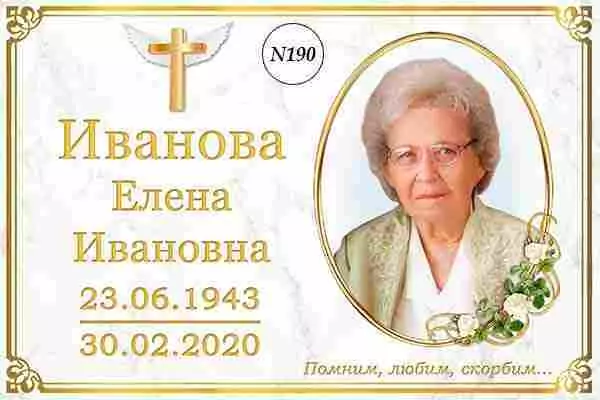 N190
Иванова
Елена
Ивановна
23.06.1943
30.02.2020
Помним, любим, скорбим...